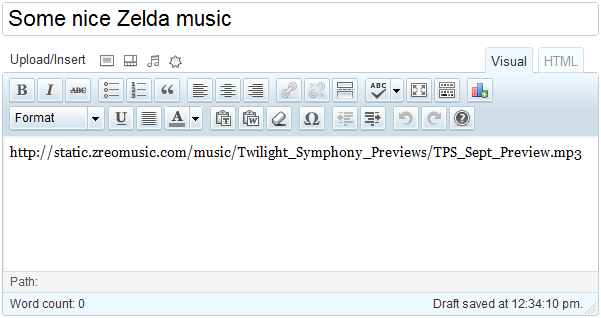 Some nice Zelda music
Upload/Insert
Visual HTML
B I ABC ABC
Format U A T W Ω ?
http://static.zreomusic.com/music/Twilight_Symphony_Previews/TPS_Sept_Preview.mp3
Path:
Word count: 0 Draft saved at 12:34:10 pm.